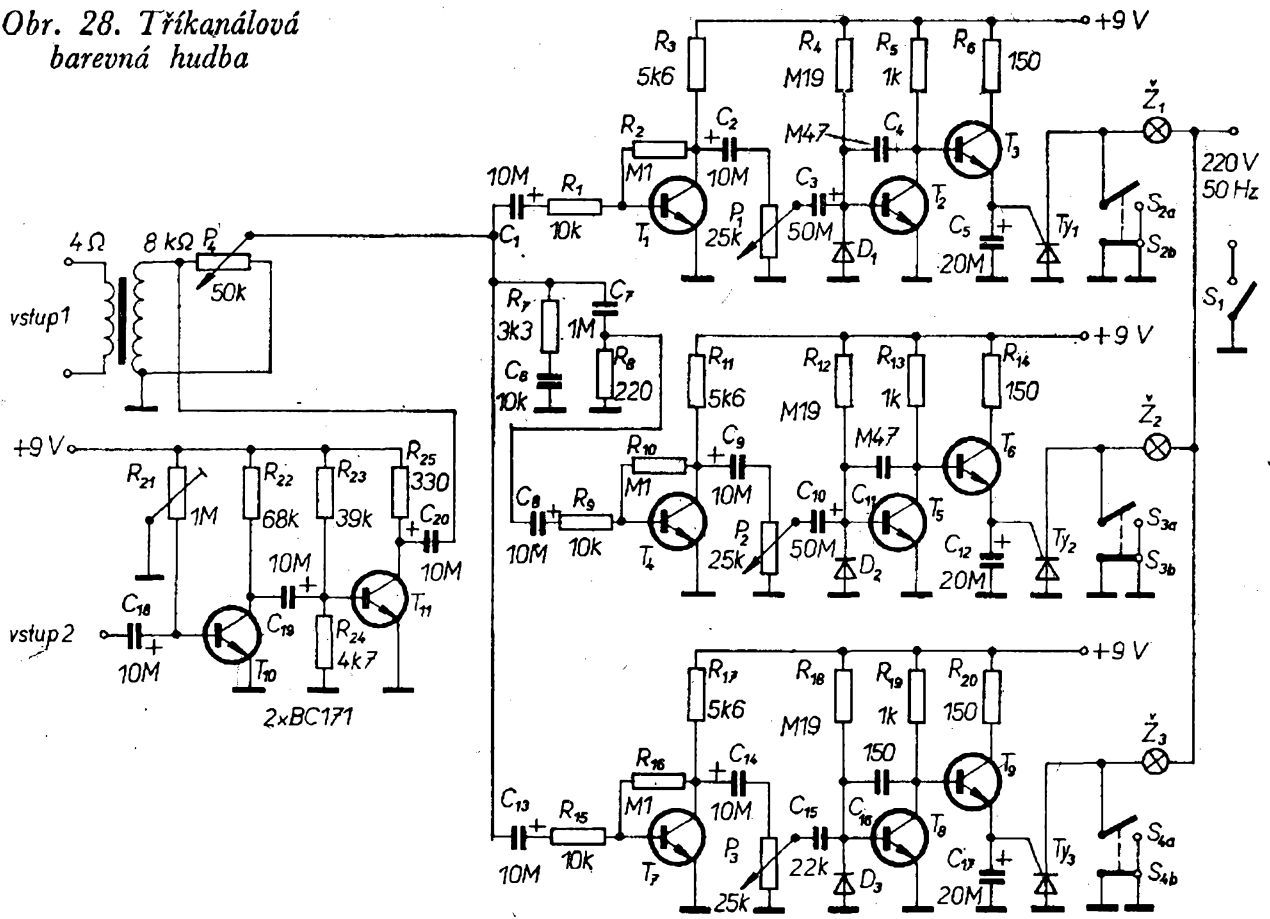 Obr. 28. Tříkanálová
barevná hudba
+9 V
R3
5k6
R4
M19
R5
1k
R6
150
Ž1
220 V
50 Hz
R2
M1
C2
10M
M47
C4
T3
10M
C1
R1
10k
T1
P1
25k
C3
50M
T2
D1
C5
20M
Ty1
S2a
S2b
S1
4 Ω
8 kΩ
P4
50k
vstup 1
R7
3k3
C6
10k
C7
1M
R8
220
+9 V
R11
5k6
R12
M19
R13
1k
R14
150
Ž2
R10
M1
C9
10M
M47
T6
C8
10M
R9
10k
T4
P2
25k
C10
50M
C11
T5
D2
C12
20M
Ty2
S3a
S3b
+9 V
R21
1M
R22
68k
R23
39k
R25
330
C20
10M
10M
C19
T11
vstup 2
C18
10M
T10
R24
4k7
2xBC171
+9 V
R17
5k6
R18
M19
R19
1k
R20
150
Ž3
R16
M1
C14
10M
150
T9
C13
10M
R15
10k
T7
P3
25k
C15
22k
C16
T8
D3
C17
20M
Ty3
S4a
S4b